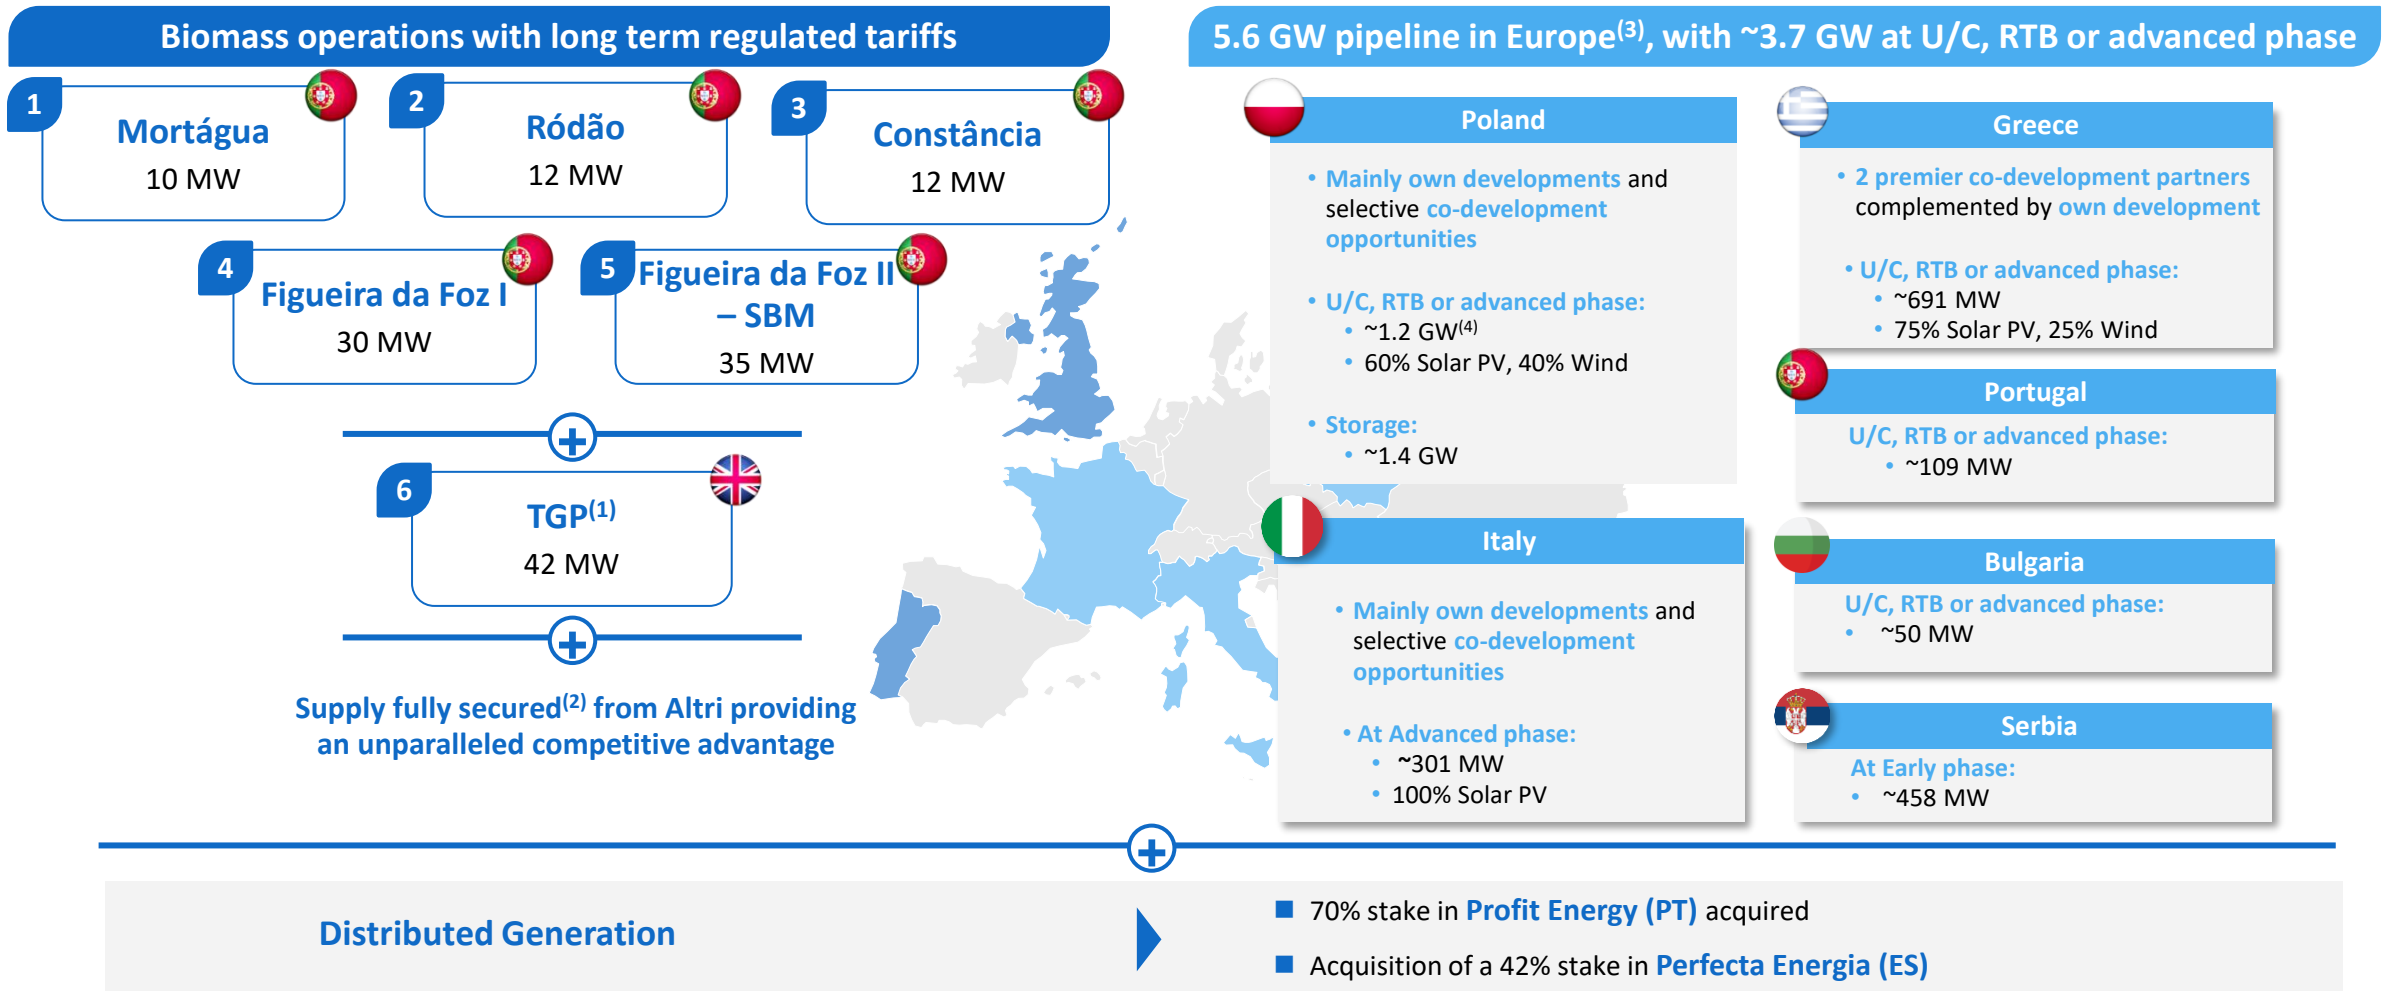 Biomass operations with long term regulated tariffs
1
Mortágua
10 MW
2
Ródão
12 MW
3
Constância
12 MW
4
Figueira da Foz I
30 MW
5
Figueira da Foz II
– SBM
35 MW
6
TGP(1)
42 MW
Supply fully secured(2) from Altri providing
an unparalleled competitive advantage
5.6 GW pipeline in Europe(3), with ~3.7 GW at U/C, RTB or advanced phase
Poland
• Mainly own developments and
selective co-development
opportunities
• U/C, RTB or advanced phase:
• ~1.2 GW(4)
• 60% Solar PV, 40% Wind
• Storage:
• ~1.4 GW
Italy
• Mainly own developments and
selective co-development
opportunities
• At Advanced phase:
• ~301 MW
• 100% Solar PV
Greece
• 2 premier co-development partners
complemented by own development
• U/C, RTB or advanced phase:
• ~691 MW
• 75% Solar PV, 25% Wind
Portugal
U/C, RTB or advanced phase:
• ~109 MW
Bulgaria
U/C, RTB or advanced phase:
• ~50 MW
Serbia
At Early phase:
• ~458 MW
Distributed Generation
■ 70% stake in Profit Energy (PT) acquired
■ Acquisition of a 42% stake in Perfecta Energia (ES)